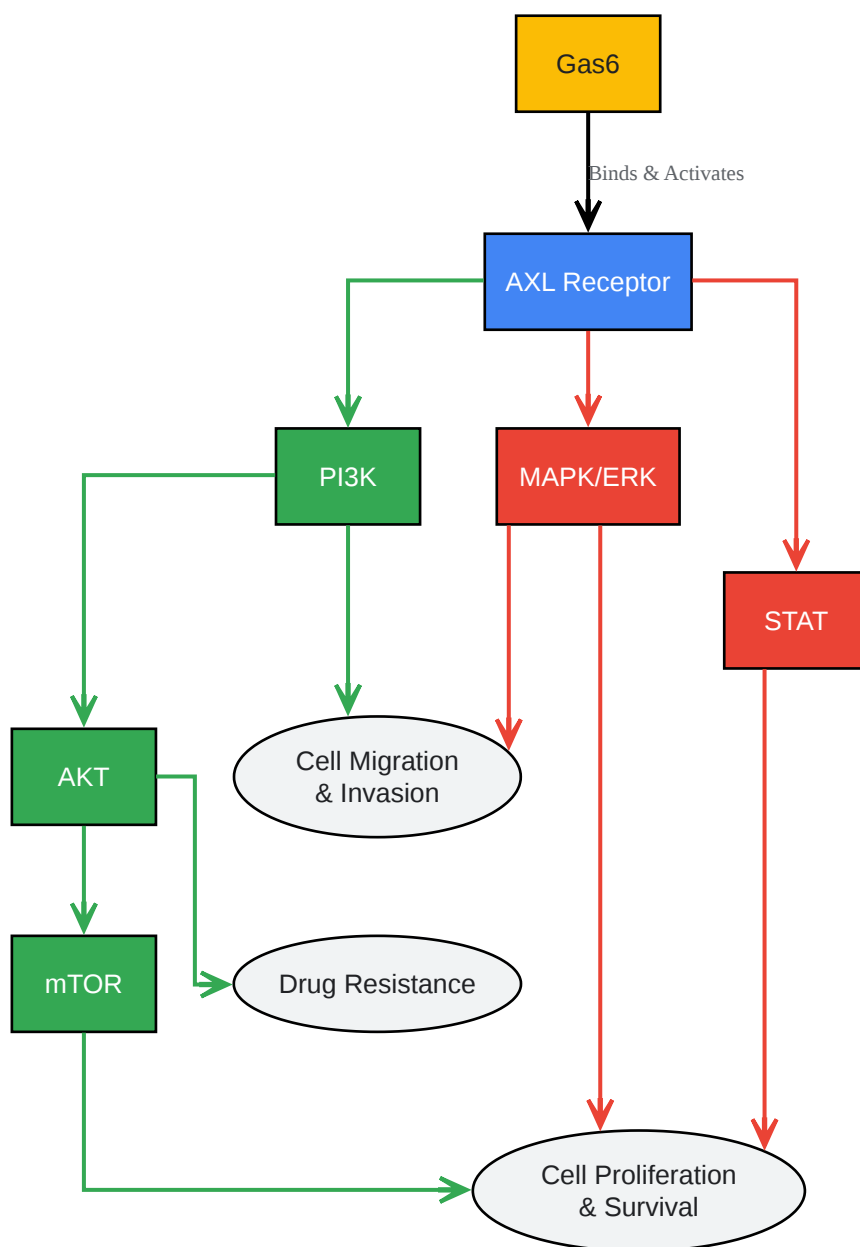 Gas6
Binds & Activates
AXL Receptor
PI3K
MAPK/ERK
STAT
AKT
Cell Migration
& Invasion
mTOR
Drug Resistance
Cell Proliferation
& Survival